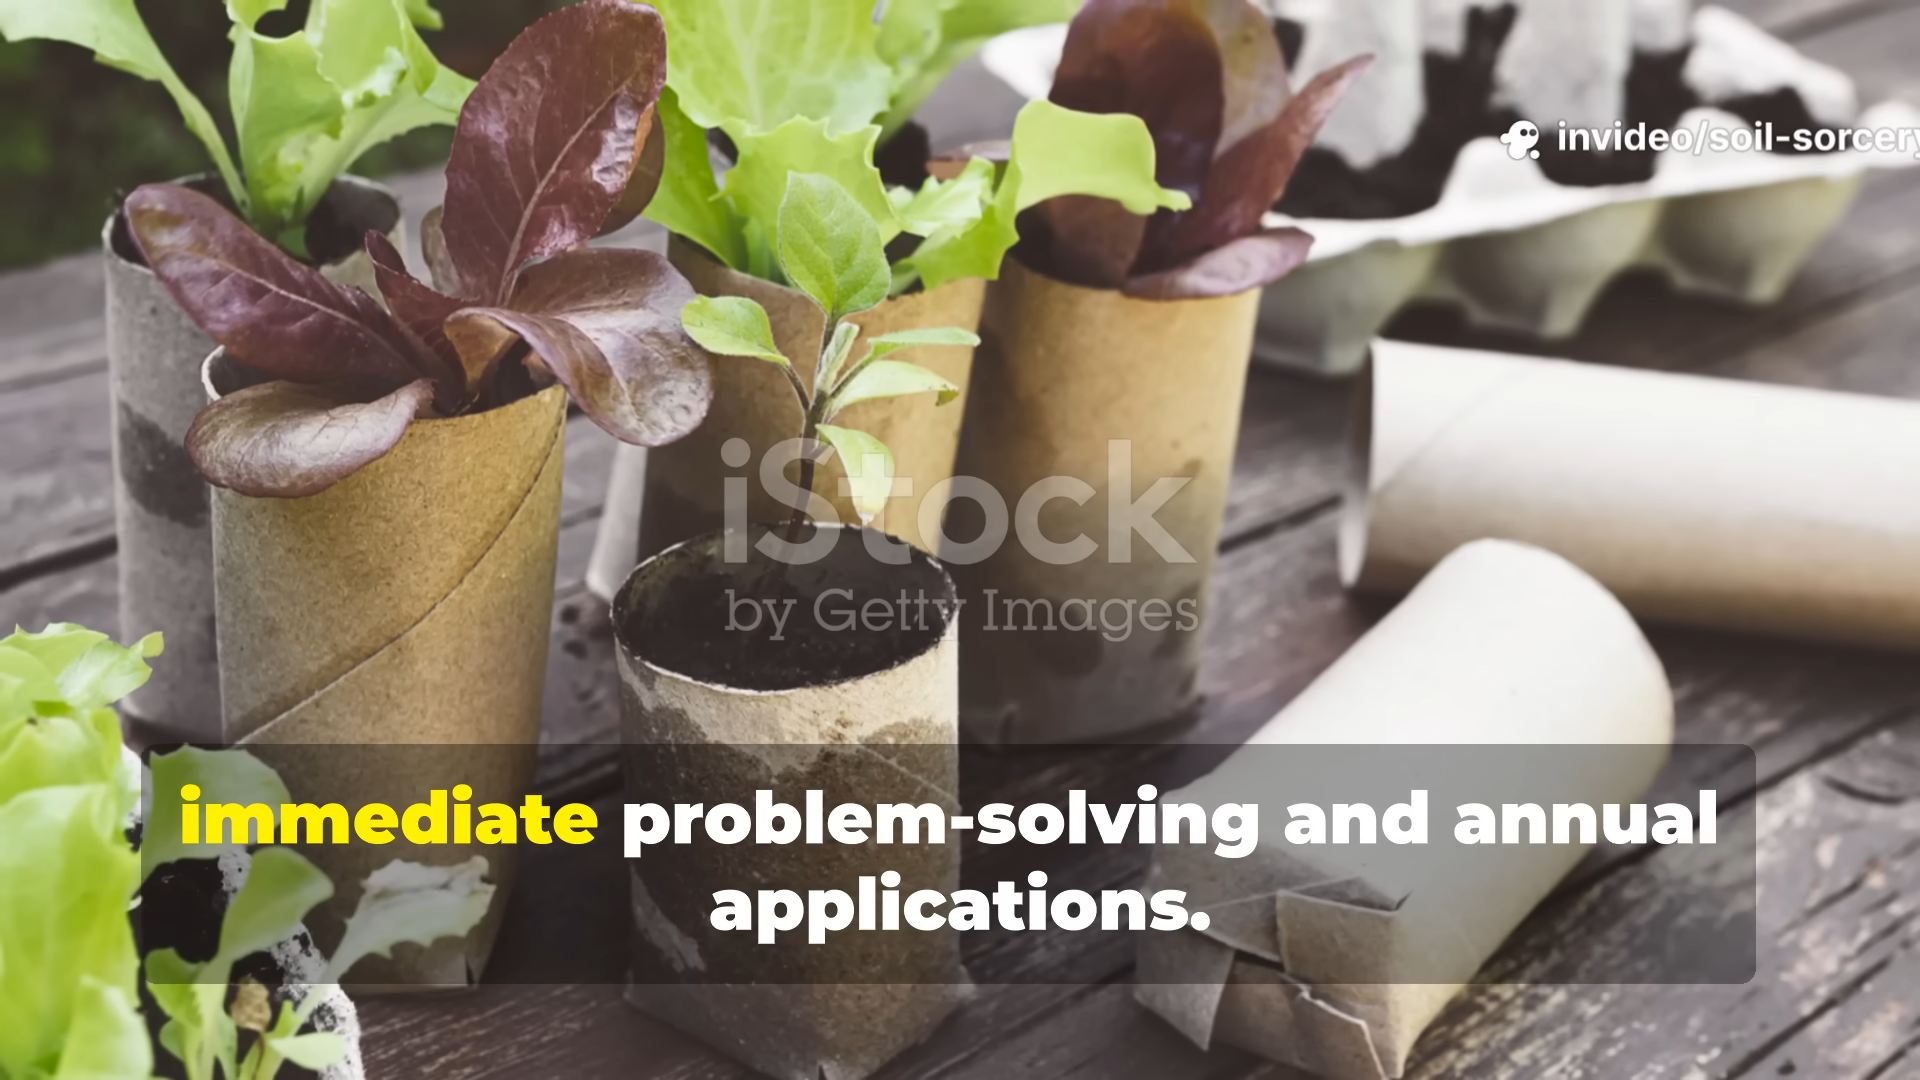 invideo/soil-sorcery
iStock
by Getty Images
immediate problem-solving and annual
applications.